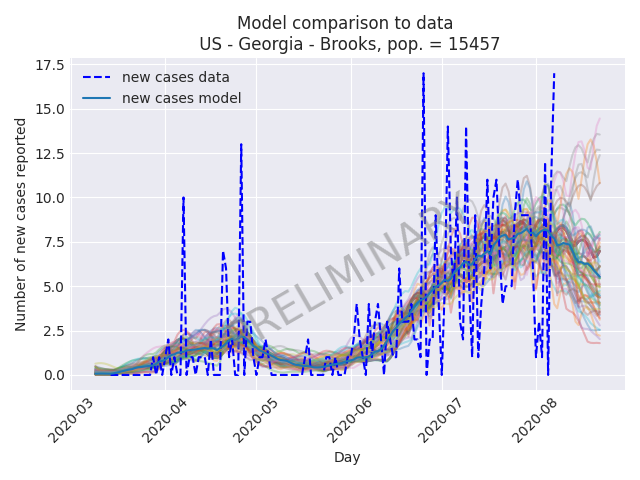 Model comparison to data
US - Georgia - Brooks, pop. = 15457
new cases data
new cases model
PRELIMINARY
Number of new cases reported
17.5
15.0
12.5
10.0
7.5
5.0
2.5
0.0
2020-03
2020-04
2020-05
2020-06
2020-07
2020-08
Day